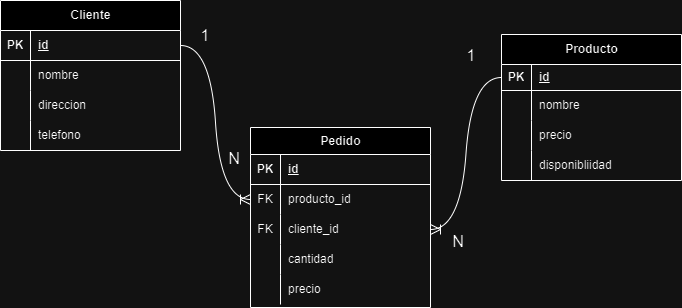 Cliente
PK id
nombre
direccion
telefono
1
N
Pedido
PK id
FK producto_id
FK cliente_id
cantidad
precio
1
N
Producto
PK id
nombre
precio
disponibliidad